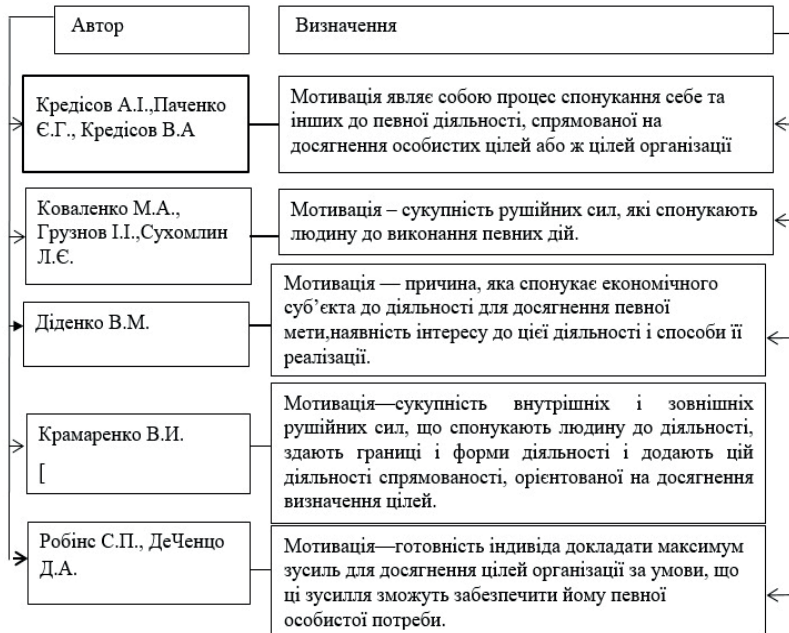 Автор
Визначення
Кредісов А.І.,Паченко
Є.Г., Кредісов В.А
Мотивація являє собою процес спонукання себе та
інших до певної діяльності, спрямованої на
досягнення особистих цілей або ж цілей організації
Коваленко М.А.,
Грузнов І.І.,Сухомлин
Л.Є.
Мотивація – сукупність рушійних сил, які спонукають
людину до виконання певних дій.
Діденко В.М.
Мотивація — причина, яка спонукає економічного
суб’єкта до діяльності для досягнення певної
мети,наявність інтересу до цієї діяльності і способи її
реалізації.
Крамаренко В.И.
[
Мотивація—сукупність внутрішніх і зовнішніх
рушійних сил, що спонукають людину до діяльності,
здають границі і форми діяльності і додають цій
діяльності спрямованості, орієнтованої на досягнення
визначення цілей.
Робінс С.П., ДеЧенцо
Д.А.
Мотивація—готовність індивіда докладати максимум
зусиль для досягнення цілей організації за умови, що
ці зусилля зможуть забезпечити йому певної
особистої потреби.